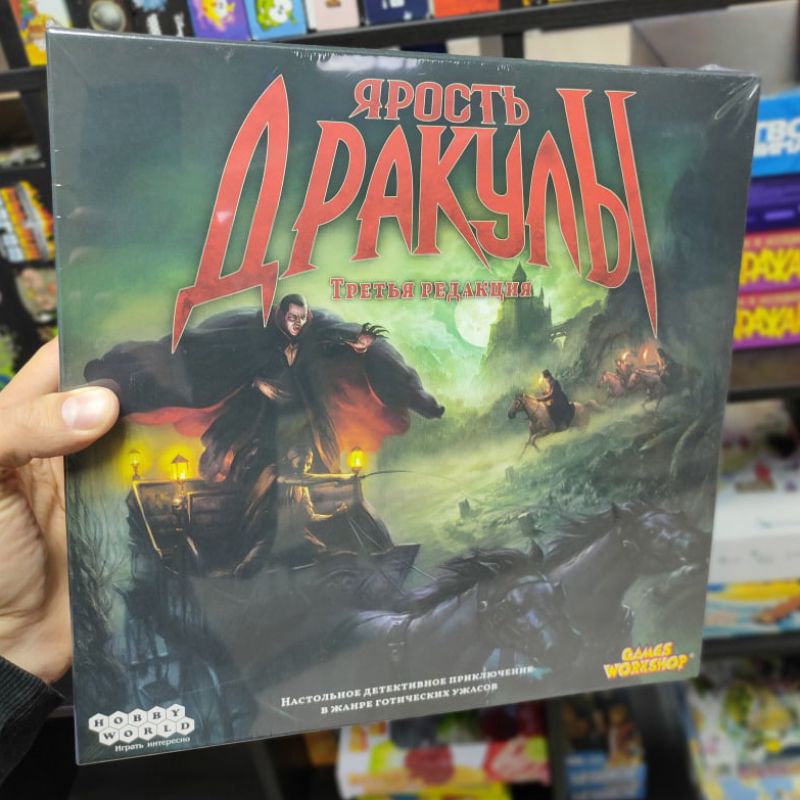 ЯРОСТЬ
ДРАКУЛЫ
ТРЕТЬЯ РЕДАКЦИЯ
НАСТОЛЬНОЕ ДЕТЕКТИВНОЕ ПРИКЛЮЧЕНИЕ
В ЖАНРЕ ГОТИЧЕСКИХ УЖАСОВ
GAMES
WORKSHOP
HOBBY
WORLD
Играть интересно